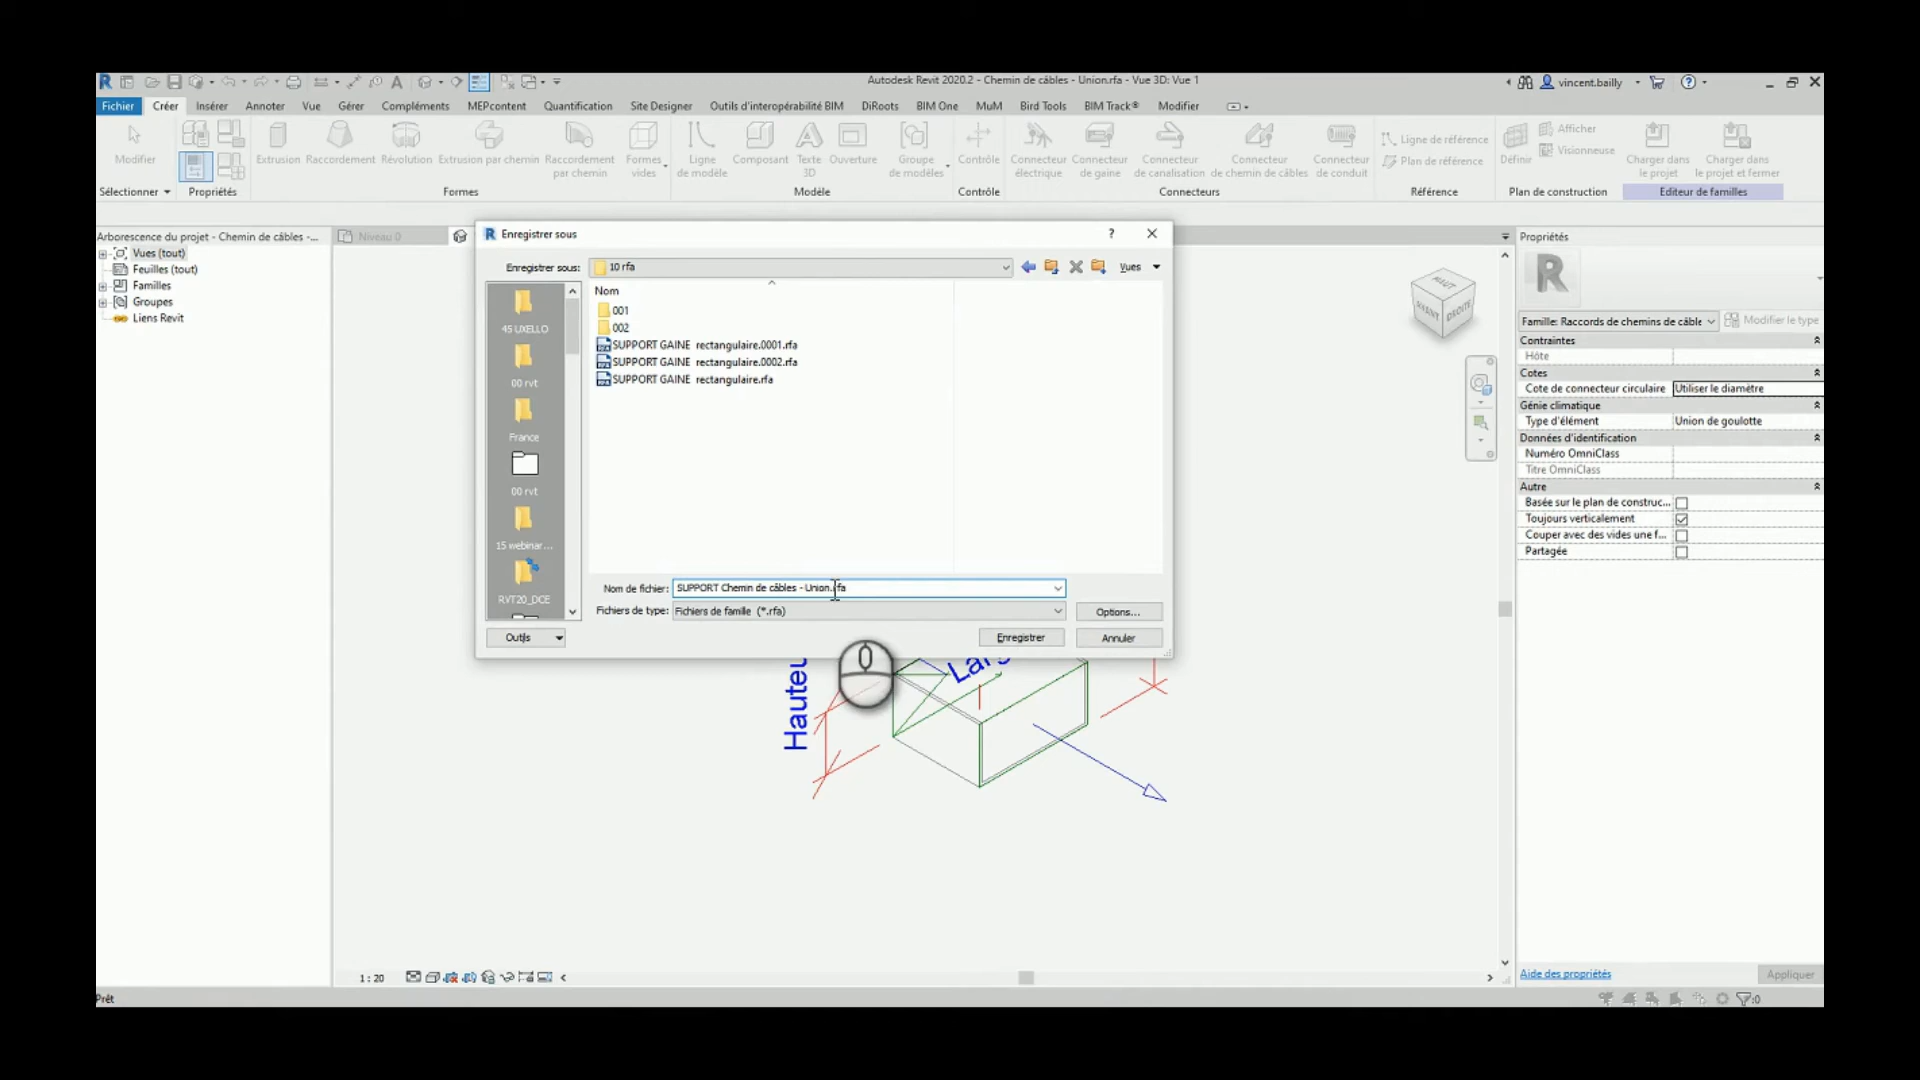 Autodesk Revit 2020.2 - Chemin de câbles - Union.rfa - Vue 3D: Vue 1
vincent.bailly
Fichier Créer Insérer Annoter Vue Gérer Compléments MEPcontent Quantification Site Designer Outils d'interopérabilité BIM DiRoots BIM One MuM Bird Tools BIM Track® Modifier
Modifier
Extrusion Raccordement Révolution Extrusion par chemin Raccordement par chemin Formes vides
Ligne de modèle Composant Texte 3D Ouverture Groupe de modèles
Contrôle
Connecteur électrique Connecteur de gaine Connecteur de canalisation Connecteur de chemin de câbles Connecteur de conduit
Ligne de référence
Plan de référence
Définir
Afficher
Visionneuse
Charger dans le projet Charger dans le projet et fermer
Sélectionner Propriétés Formes Modèle Contrôle Connecteurs Référence Plan de construction Editeur de familles
Arborescence du projet - Chemin de câbles -...
Vues (tout)
Feuilles (tout)
Familles
Groupes
Liens Revit
Niveau 0
Enregistrer sous
?
Enregistrer sous: 10 rfa
Vues
Nom
001
002
SUPPORT GAINE rectangulaire.0001.rfa
SUPPORT GAINE rectangulaire.0002.rfa
SUPPORT GAINE rectangulaire.rfa
45 UXELLO
00 rvt
France
00 rvt
15 webinar...
RVT20_DCE
Nom de fichier: SUPPORT Chemin de câbles - Union.rfa
Fichiers de type: Fichiers de famille (*.rfa)
Options...
Outils
Enregistrer
Annuler
Hauteu
Larg
HAUT
DROITE
Propriétés
R
Famille: Raccords de chemins de câble
Modifier le type
Contraintes
Hôte
Cotes
Cote de connecteur circulaire Utiliser le diamètre
Génie climatique
Type d'élément Union de goulotte
Données d'identification
Numéro OmniClass
Titre OmniClass
Autre
Basée sur le plan de construc...
Toujours verticalement
Couper avec des vides une f...
Partagée
Aide des propriétés
Appliquer
1 : 20
Prêt
:0